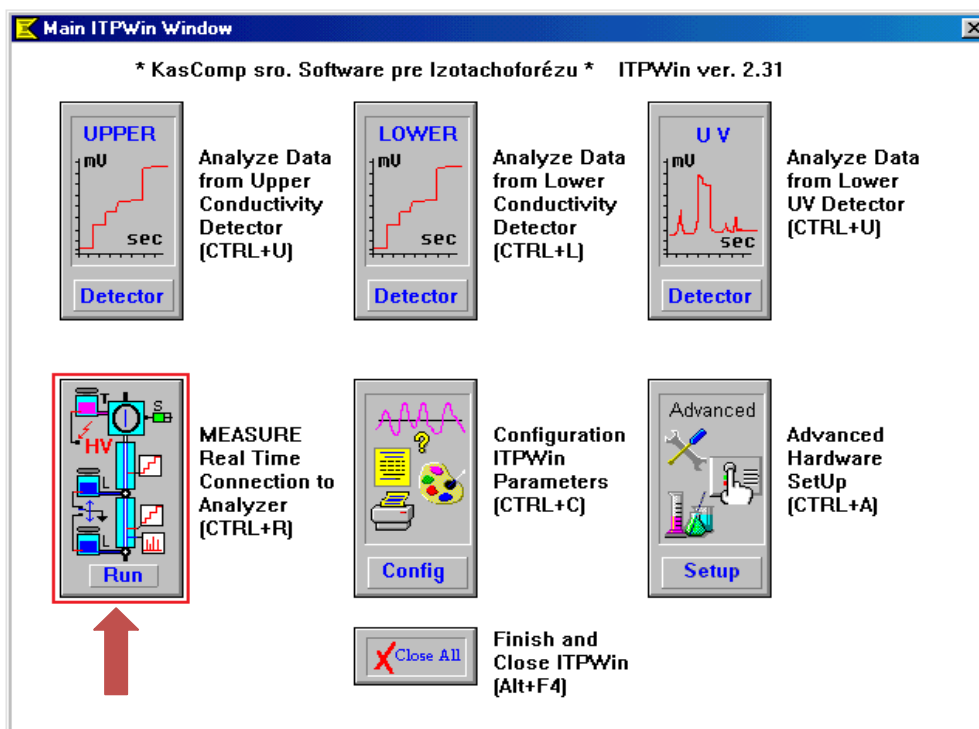 Main ITPWin Window
* KasComp sro. Software pre Izotachoforézu *   ITPWin ver. 2.31
UPPER
mV
sec
Detector
Analyze Data
from Upper
Conductivity
Detector
(CTRL+U)
LOWER
mV
sec
Detector
Analyze Data
from Lower
Conductivity
Detector
(CTRL+L)
U V
mV
sec
Detector
Analyze Data
from Lower
UV Detector
(CTRL+U)
T
S
HV
L
L
Run
MEASURE
Real Time
Connection to
Analyzer
(CTRL+R)
?
Config
Configuration
ITPWin
Parameters
(CTRL+C)
Advanced
Setup
Advanced
Hardware
SetUp
(CTRL+A)
Close All
Finish and
Close ITPWin
(Alt+F4)